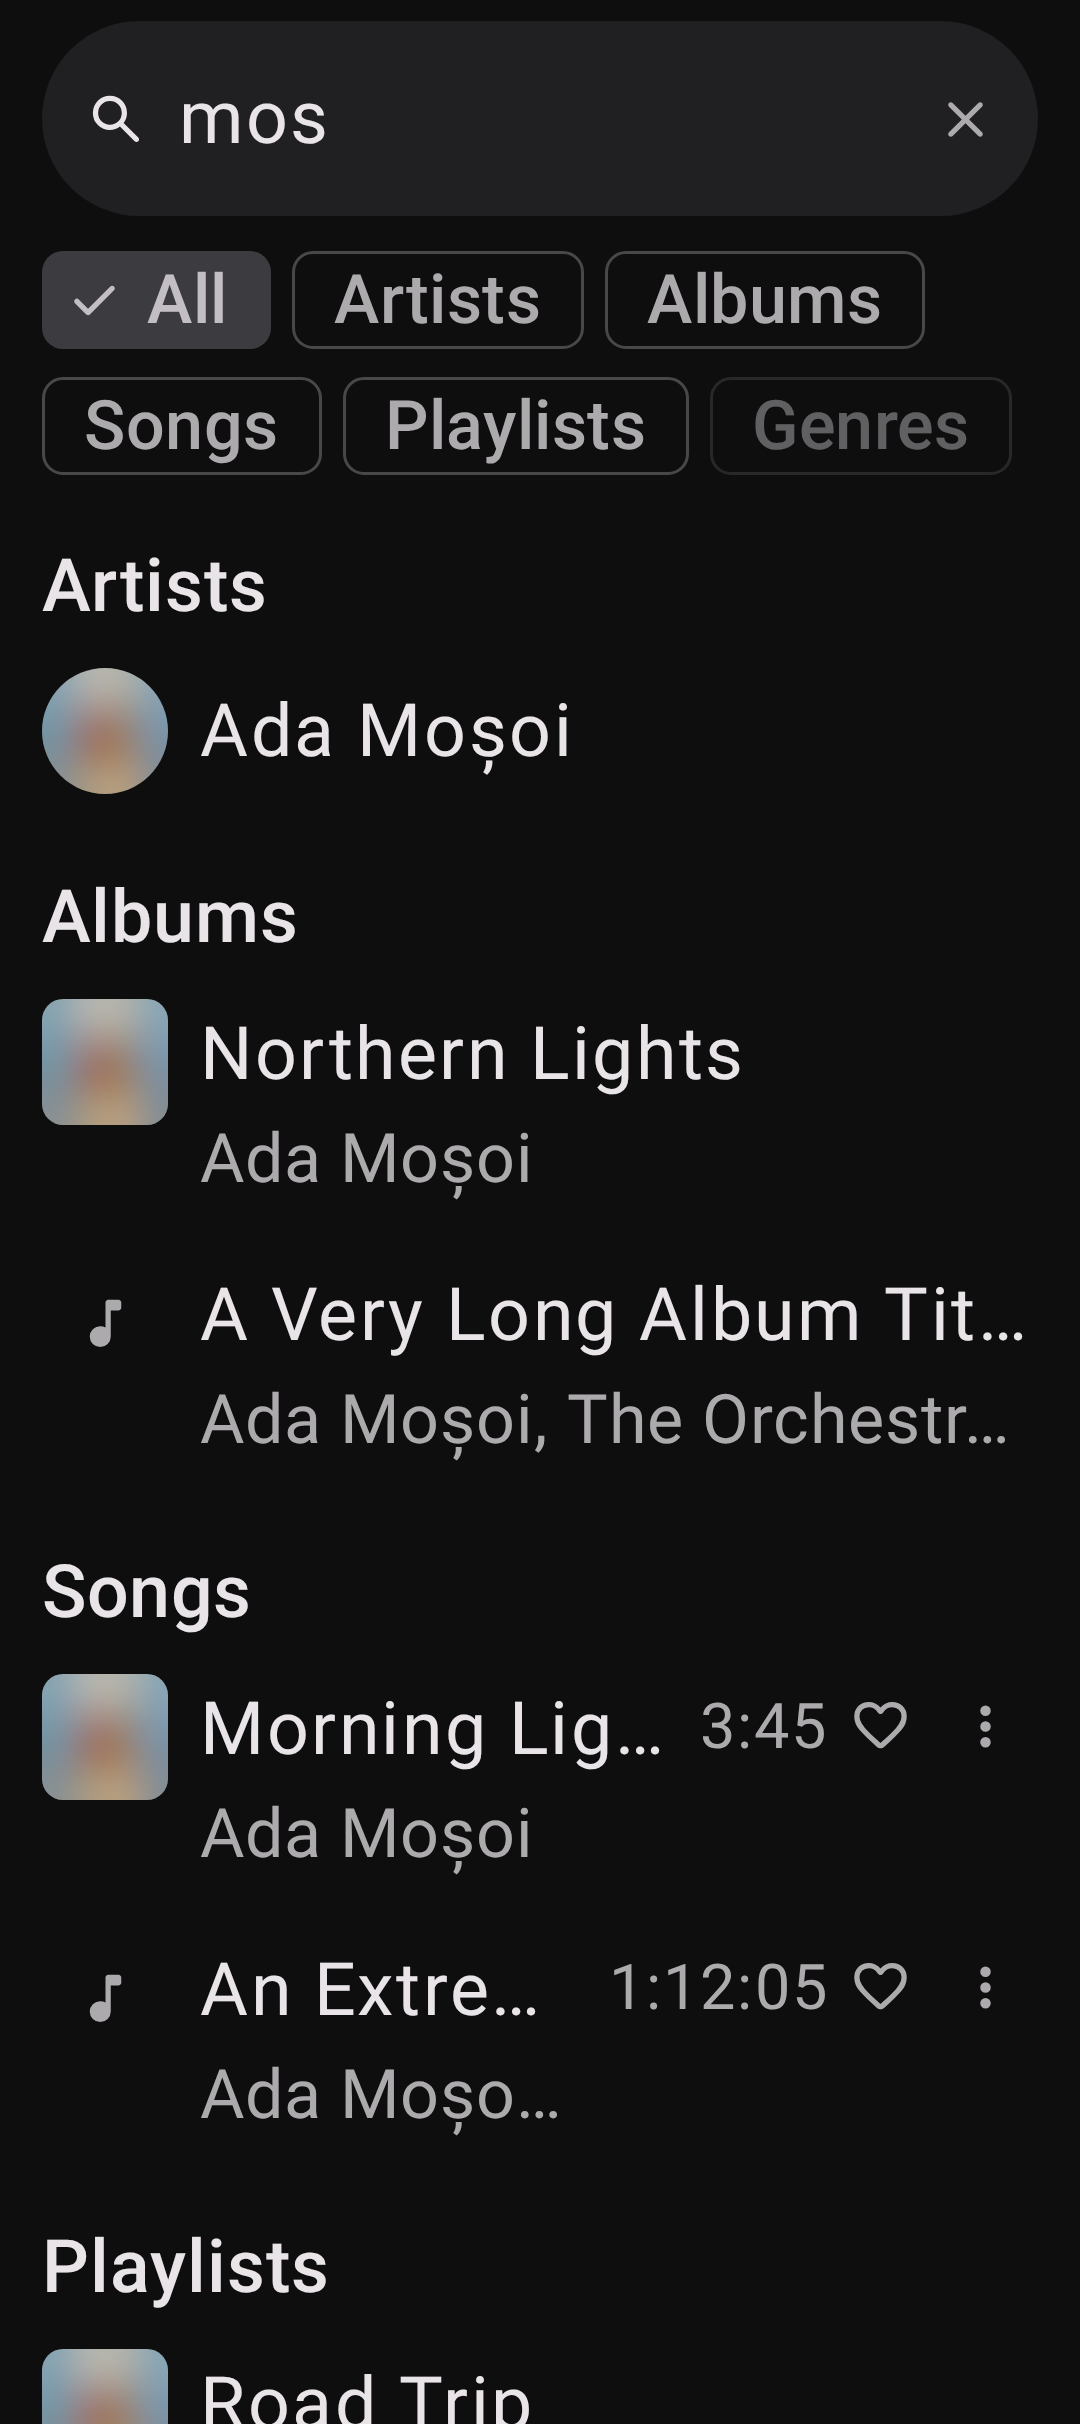 mos
All Artists Albums
Songs Playlists Genres
Artists
Ada Moșoi
Albums
Northern Lights
Ada Moșoi
A Very Long Album Tit…
Ada Moșoi, The Orchestr…
Songs
Morning Lig… 3:45
Ada Moșoi
An Extre… 1:12:05
Ada Moșo…
Playlists
Road Trip